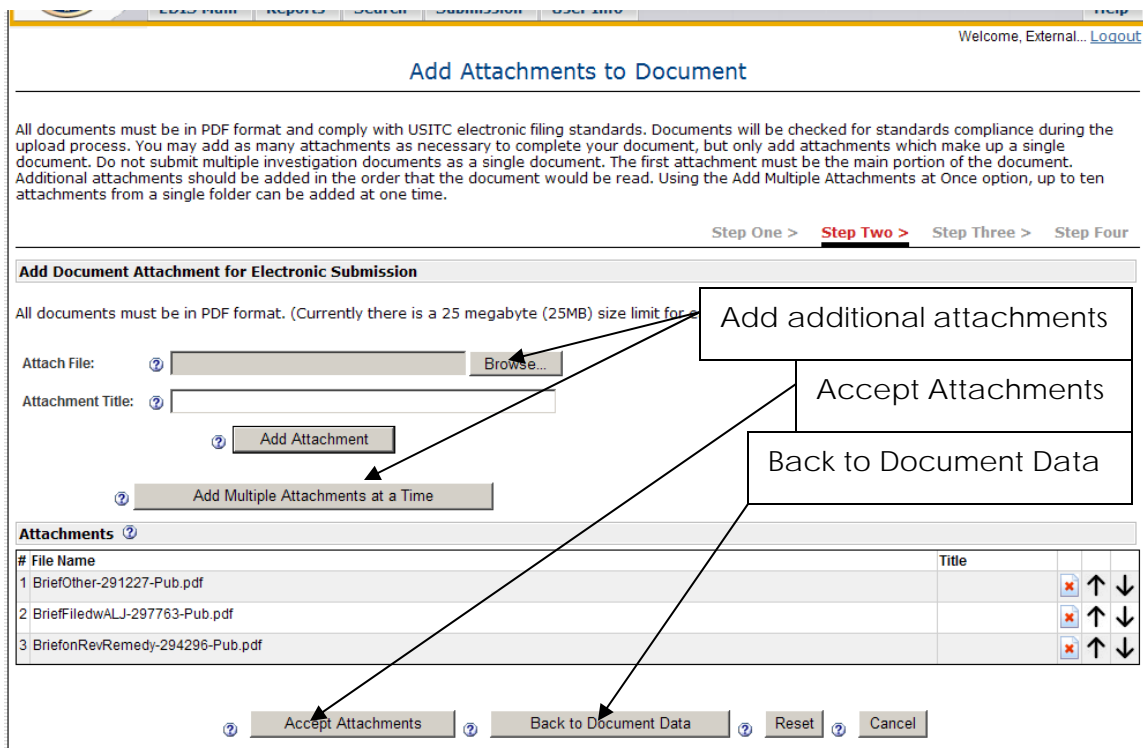 EDIS Main Reports Search Submission User Info Help
Welcome, External... Logout
Add Attachments to Document
All documents must be in PDF format and comply with USITC electronic filing standards. Documents will be checked for standards compliance during the
upload process. You may add as many attachments as necessary to complete your document, but only add attachments which make up a single
document. Do not submit multiple investigation documents as a single document. The first attachment must be the main portion of the document.
Additional attachments should be added in the order that the document would be read. Using the Add Multiple Attachments at Once option, up to ten
attachments from a single folder can be added at one time.
Step One > Step Two > Step Three > Step Four
Add Document Attachment for Electronic Submission
All documents must be in PDF format. (Currently there is a 25 megabyte (25MB) size limit for
Add additional attachments
Attach File: Browse...
Accept Attachments
Attachment Title:
Add Attachment
Back to Document Data
Add Multiple Attachments at a Time
Attachments
# File Name Title
1 BriefOther-291227-Pub.pdf
2 BriefFiledwALJ-297763-Pub.pdf
3 BriefonRevRemedy-294296-Pub.pdf
Accept Attachments Back to Document Data Reset Cancel